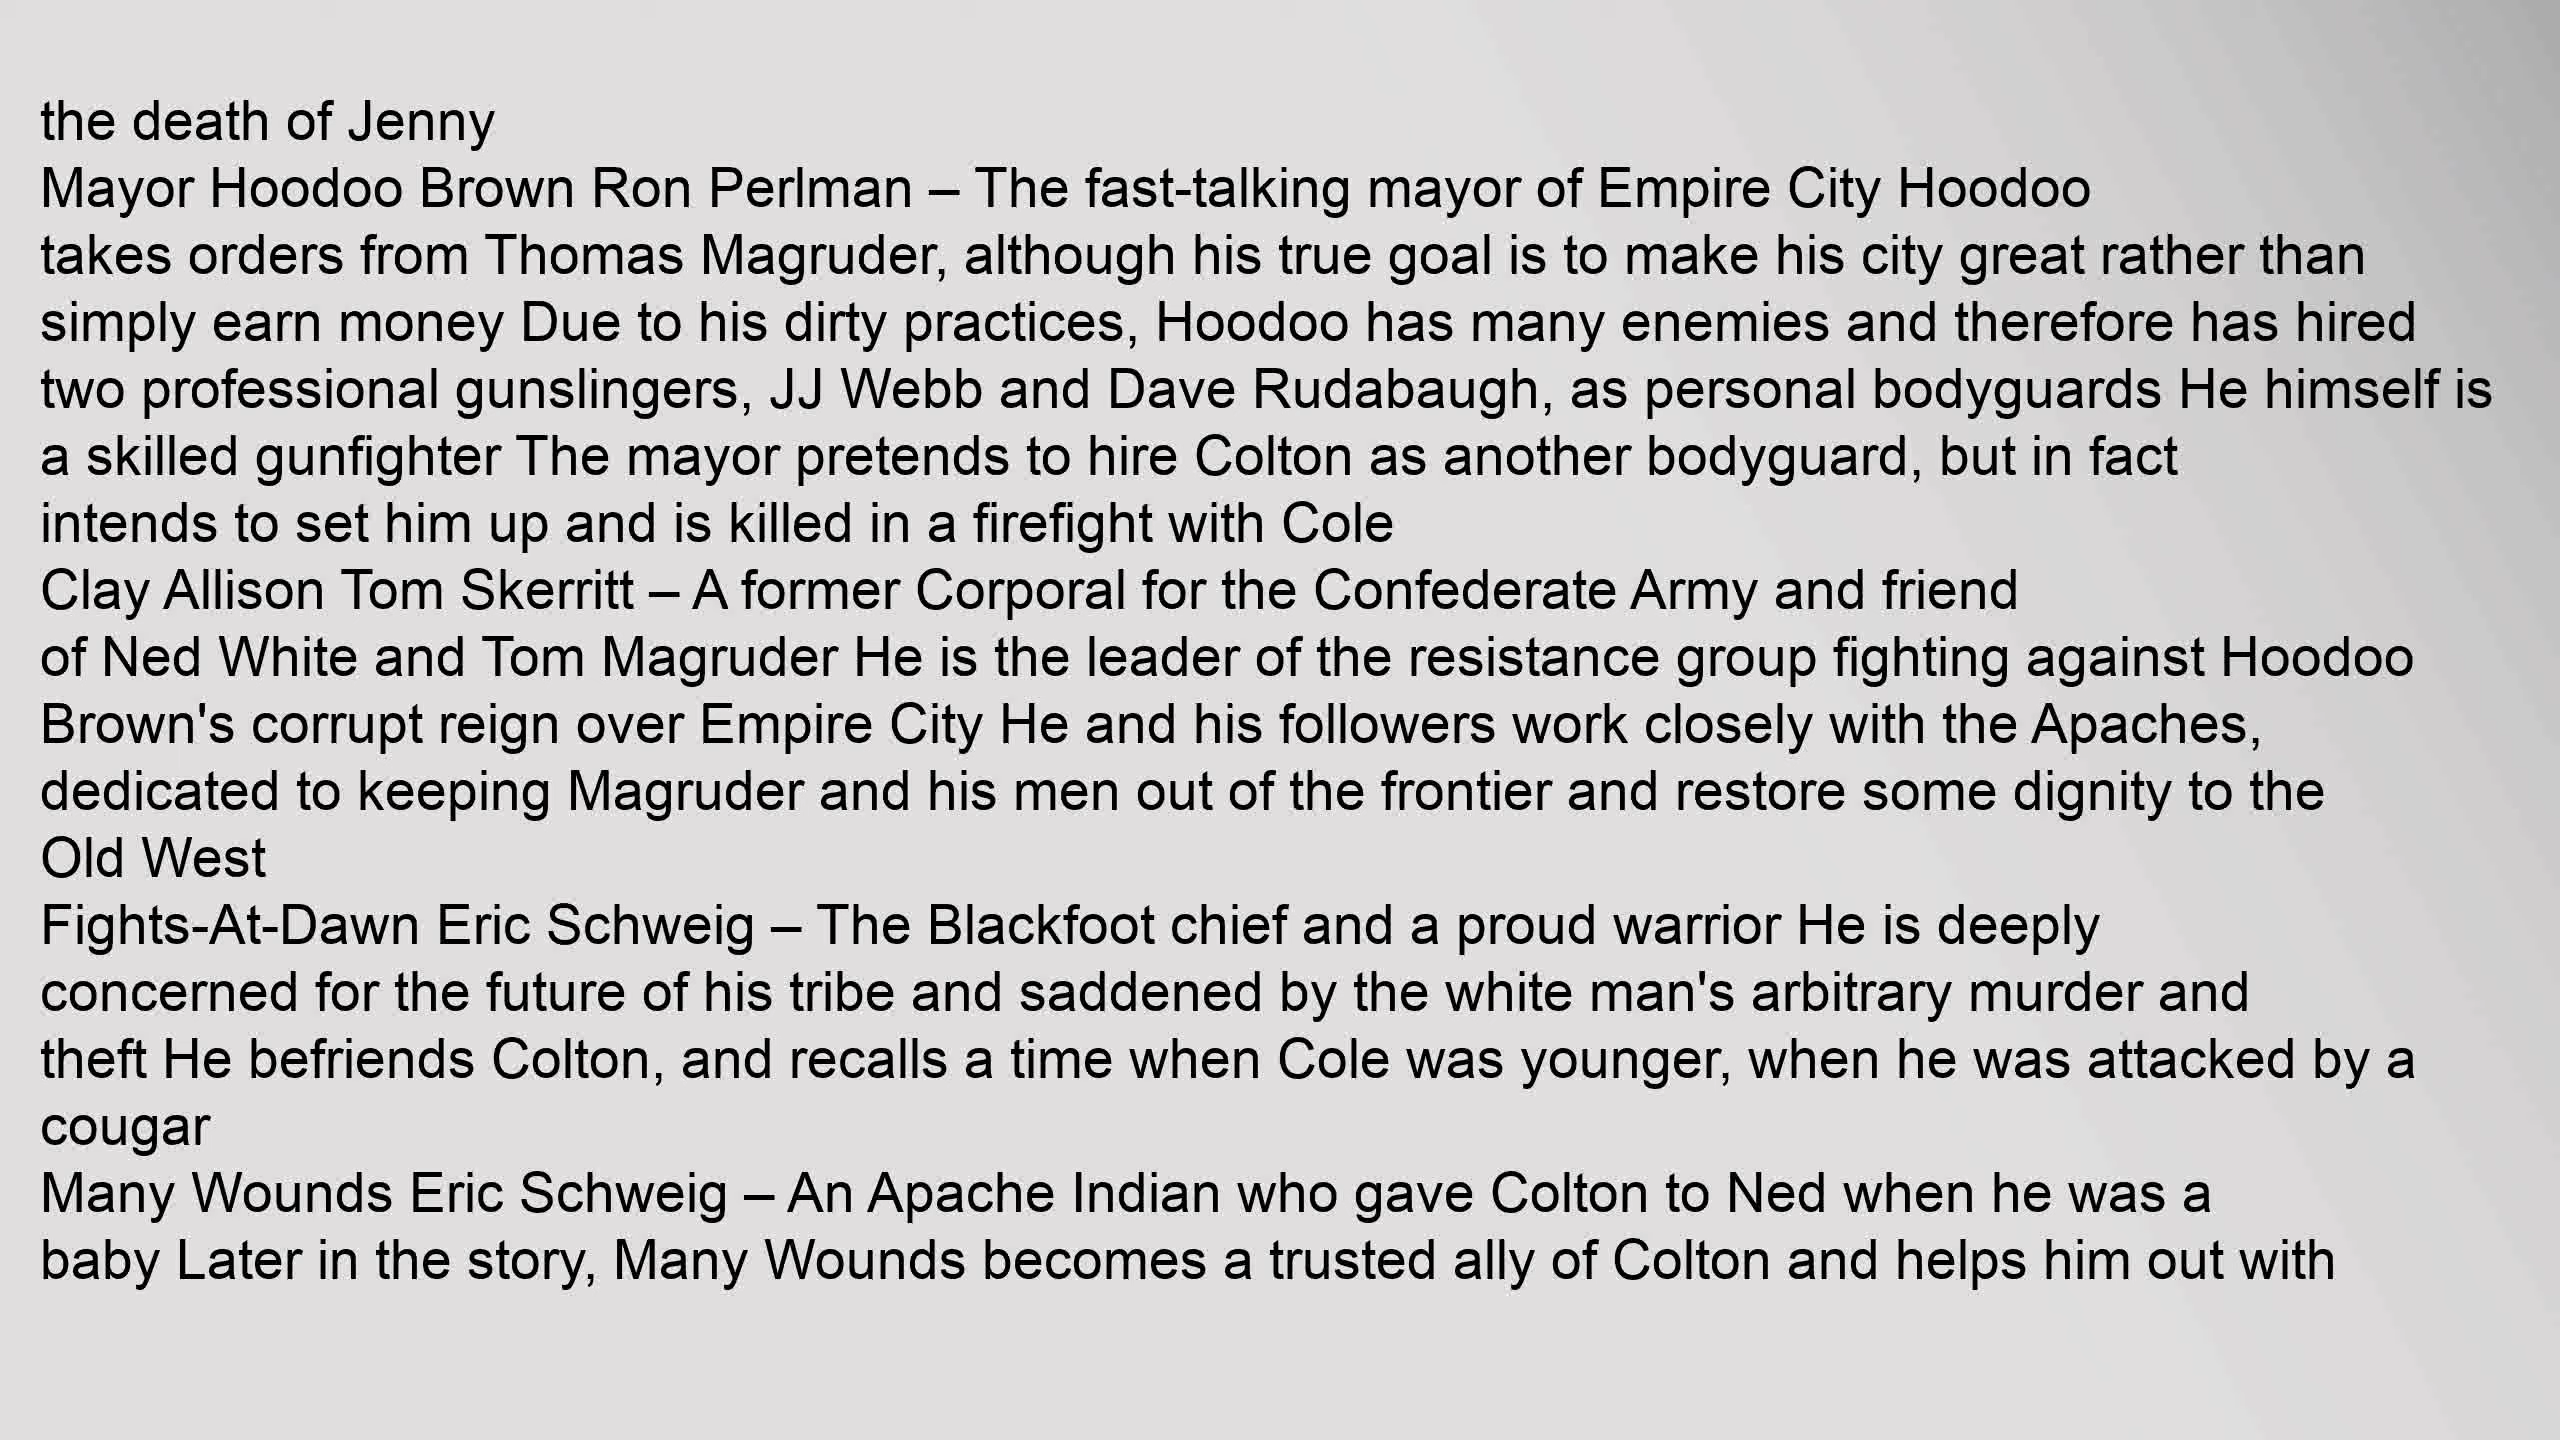 the death of Jenny
Mayor Hoodoo Brown Ron Perlman – The fast-talking mayor of Empire City Hoodoo
takes orders from Thomas Magruder, although his true goal is to make his city great rather than
simply earn money Due to his dirty practices, Hoodoo has many enemies and therefore has hired
two professional gunslingers, JJ Webb and Dave Rudabaugh, as personal bodyguards He himself is
a skilled gunfighter The mayor pretends to hire Colton as another bodyguard, but in fact
intends to set him up and is killed in a firefight with Cole
Clay Allison Tom Skerritt – A former Corporal for the Confederate Army and friend
of Ned White and Tom Magruder He is the leader of the resistance group fighting against Hoodoo
Brown's corrupt reign over Empire City He and his followers work closely with the Apaches,
dedicated to keeping Magruder and his men out of the frontier and restore some dignity to the
Old West
Fights-At-Dawn Eric Schweig – The Blackfoot chief and a proud warrior He is deeply
concerned for the future of his tribe and saddened by the white man's arbitrary murder and
theft He befriends Colton, and recalls a time when Cole was younger, when he was attacked by a
cougar
Many Wounds Eric Schweig – An Apache Indian who gave Colton to Ned when he was a
baby Later in the story, Many Wounds becomes a trusted ally of Colton and helps him out with